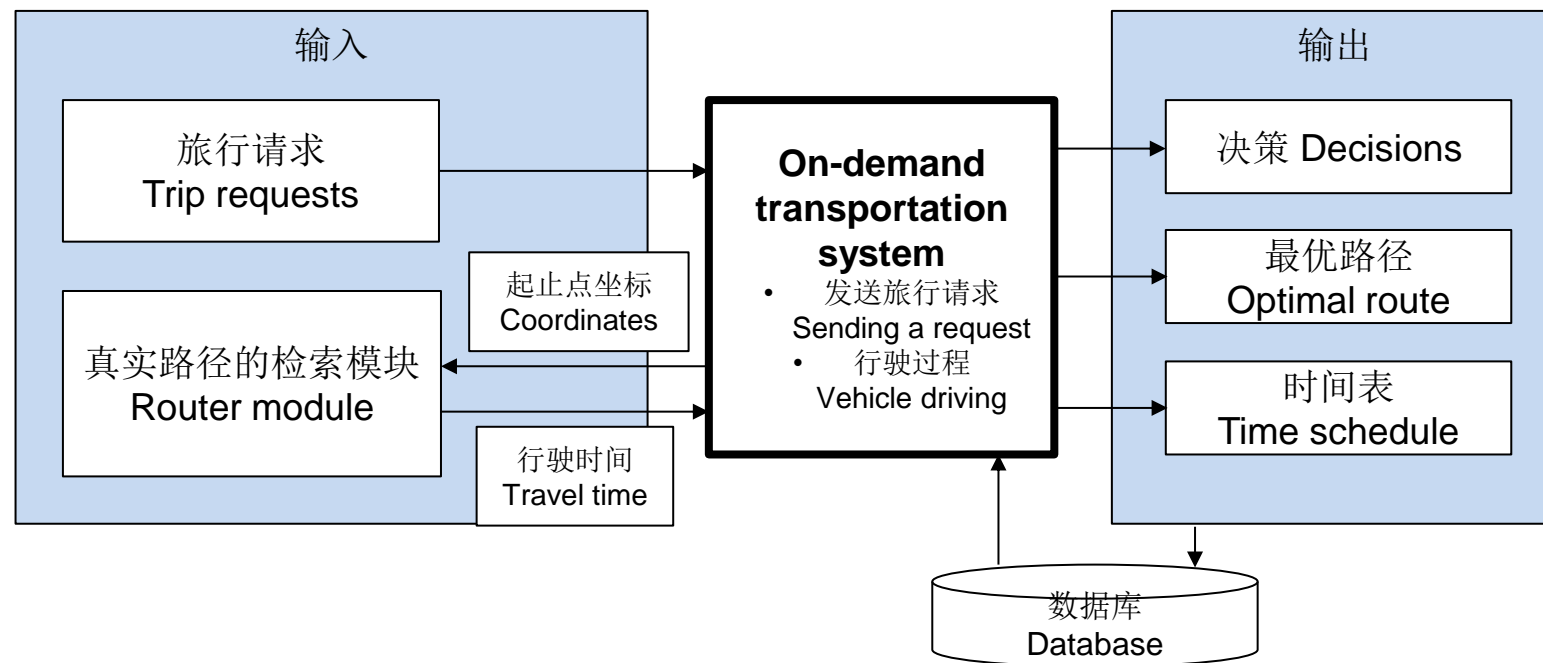 输入
旅行请求
Trip requests
起止点坐标
Coordinates
真实路径的检索模块
Router module
行驶时间
Travel time
On-demand
transportation
system
• 发送旅行请求
Sending a request
• 行驶过程
Vehicle driving
输出
决策 Decisions
最优路径
Optimal route
时间表
Time schedule
数据库
Database